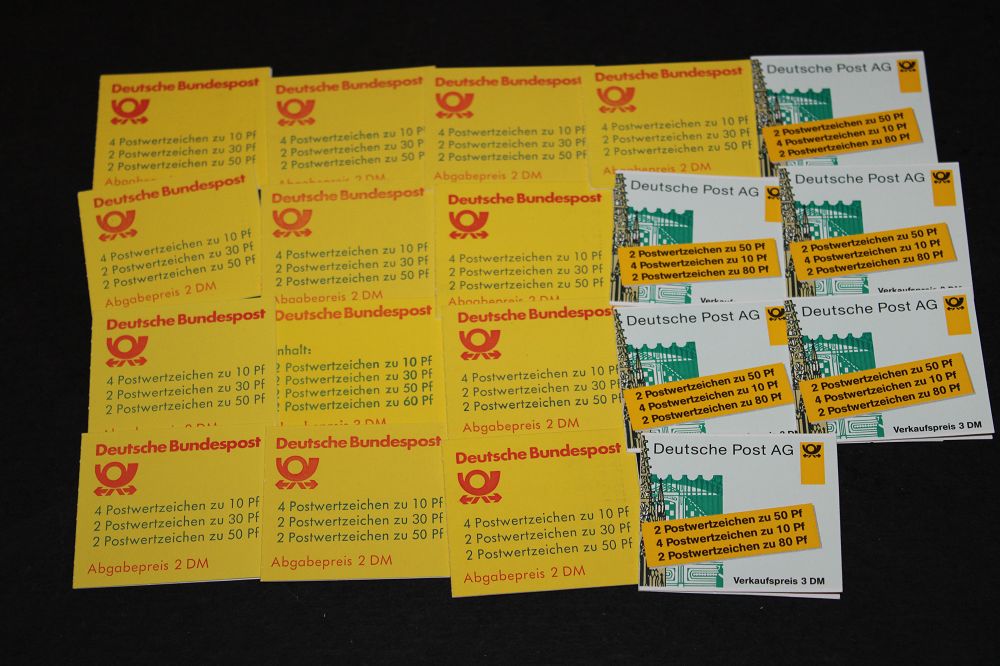 Deutsche Bundespost
4 Postwertzeichen zu 10 Pf
2 Postwertzeichen zu 30 Pf
2 Postwertzeichen zu 50 Pf
Abgabepreis 2 DM
Deutsche Bundespost
4 Postwertzeichen zu 10 Pf
2 Postwertzeichen zu 30 Pf
2 Postwertzeichen zu 50 Pf
Abgabepreis 2 DM
Deutsche Bundespost
4 Postwertzeichen zu 10 Pf
2 Postwertzeichen zu 30 Pf
2 Postwertzeichen zu 50 Pf
Abgabepreis 2 DM
Deutsche Bundespost
4 Postwertzeichen zu 10 Pf
2 Postwertzeichen zu 30 Pf
2 Postwertzeichen zu 50 Pf
Abgabepreis 2 DM
Deutsche Post AG
2 Postwertzeichen zu 50 Pf
4 Postwertzeichen zu 10 Pf
2 Postwertzeichen zu 80 Pf
Deutsche Bundespost
4 Postwertzeichen zu 10 Pf
2 Postwertzeichen zu 30 Pf
2 Postwertzeichen zu 50 Pf
Abgabepreis 2 DM
Deutsche Bundespost
4 Postwertzeichen zu 10 Pf
2 Postwertzeichen zu 30 Pf
2 Postwertzeichen zu 50 Pf
Abgabepreis 2 DM
Deutsche Bundespost
4 Postwertzeichen zu 10 Pf
2 Postwertzeichen zu 30 Pf
2 Postwertzeichen zu 50 Pf
Abgabepreis 2 DM
Deutsche Post AG
2 Postwertzeichen zu 50 Pf
4 Postwertzeichen zu 10 Pf
2 Postwertzeichen zu 80 Pf
Verkaufspreis
Deutsche Post AG
2 Postwertzeichen zu 50 Pf
4 Postwertzeichen zu 10 Pf
2 Postwertzeichen zu 80 Pf
Verkaufspreis 3 DM
Deutsche Bundespost
4 Postwertzeichen zu 10 Pf
2 Postwertzeichen zu 30 Pf
2 Postwertzeichen zu 50 Pf
Deutsche Bundespost
nhalt:
2 Postwertzeichen zu 10 Pf
Postwertzeichen zu 30 Pf
Postwertzeichen zu 50 Pf
2 Postwertzeichen zu 60 Pf
3 DM
Deutsche Bundespost
4 Postwertzeichen zu 10 Pf
2 Postwertzeichen zu 30 Pf
2 Postwertzeichen zu 50 Pf
Abgabepreis 2 DM
Deutsche Post AG
2 Postwertzeichen zu 50 Pf
4 Postwertzeichen zu 10 Pf
2 Postwertzeichen zu 80 Pf
Deutsche Post AG
2 Postwertzeichen zu 50 Pf
4 Postwertzeichen zu 10 Pf
2 Postwertzeichen zu 80 Pf
Verkaufspreis 3 DM
Deutsche Bundespost
4 Postwertzeichen zu 10 Pf
2 Postwertzeichen zu 30 Pf
2 Postwertzeichen zu 50 Pf
Abgabepreis 2 DM
Deutsche Bundespost
4 Postwertzeichen zu 10 Pf
2 Postwertzeichen zu 30 Pf
2 Postwertzeichen zu 50 Pf
Abgabepreis 2 DM
Deutsche Bundespost
4 Postwertzeichen zu 10 Pf
2 Postwertzeichen zu 30 Pf
2 Postwertzeichen zu 50 Pf
Abgabepreis 2 DM
Deutsche Post AG
2 Postwertzeichen zu 50 Pf
4 Postwertzeichen zu 10 Pf
2 Postwertzeichen zu 80 Pf
Verkaufspreis 3 DM